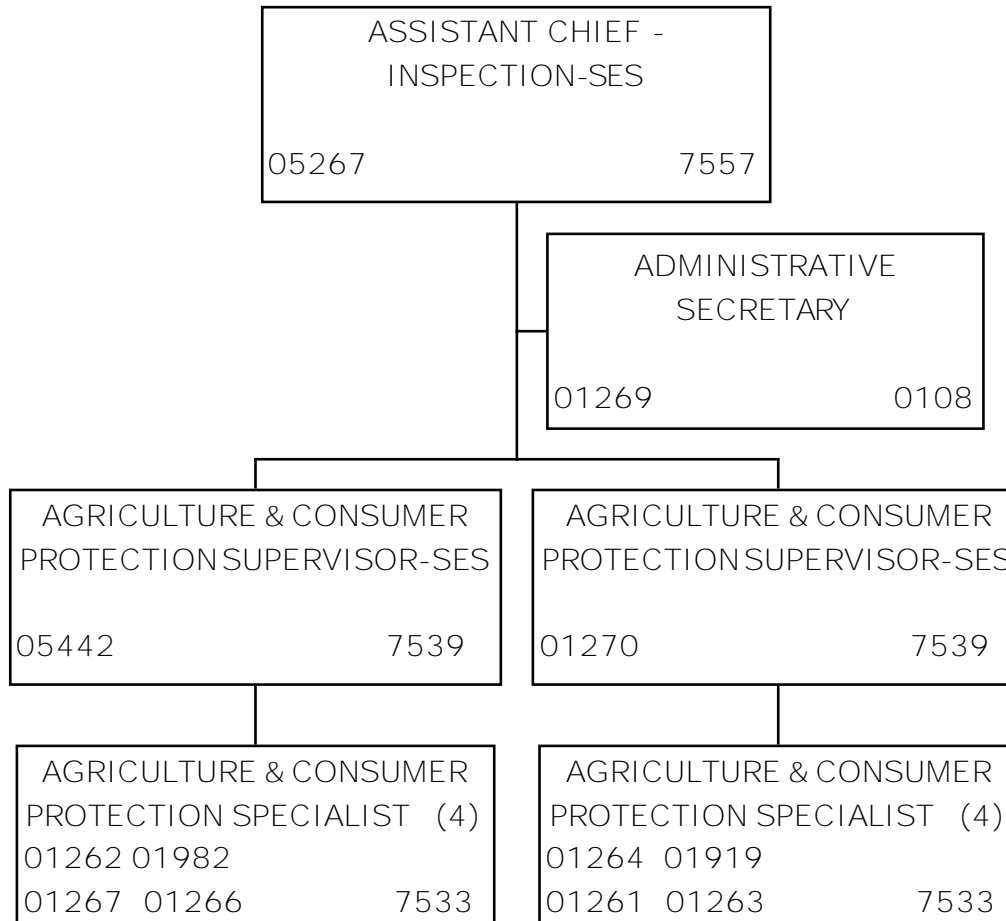 ASSISTANT CHIEF -
INSPECTION-SES
05267 7557
ADMINISTRATIVE
SECRETARY
01269 0108
AGRICULTURE & CONSUMER
PROTECTION SUPERVISOR-SES
05442 7539
AGRICULTURE & CONSUMER
PROTECTION SUPERVISOR-SES
01270 7539
AGRICULTURE & CONSUMER
PROTECTION SPECIALIST (4)
01262 01982
01267 01266 7533
AGRICULTURE & CONSUMER
PROTECTION SPECIALIST (4)
01264 01919
01261 01263 7533